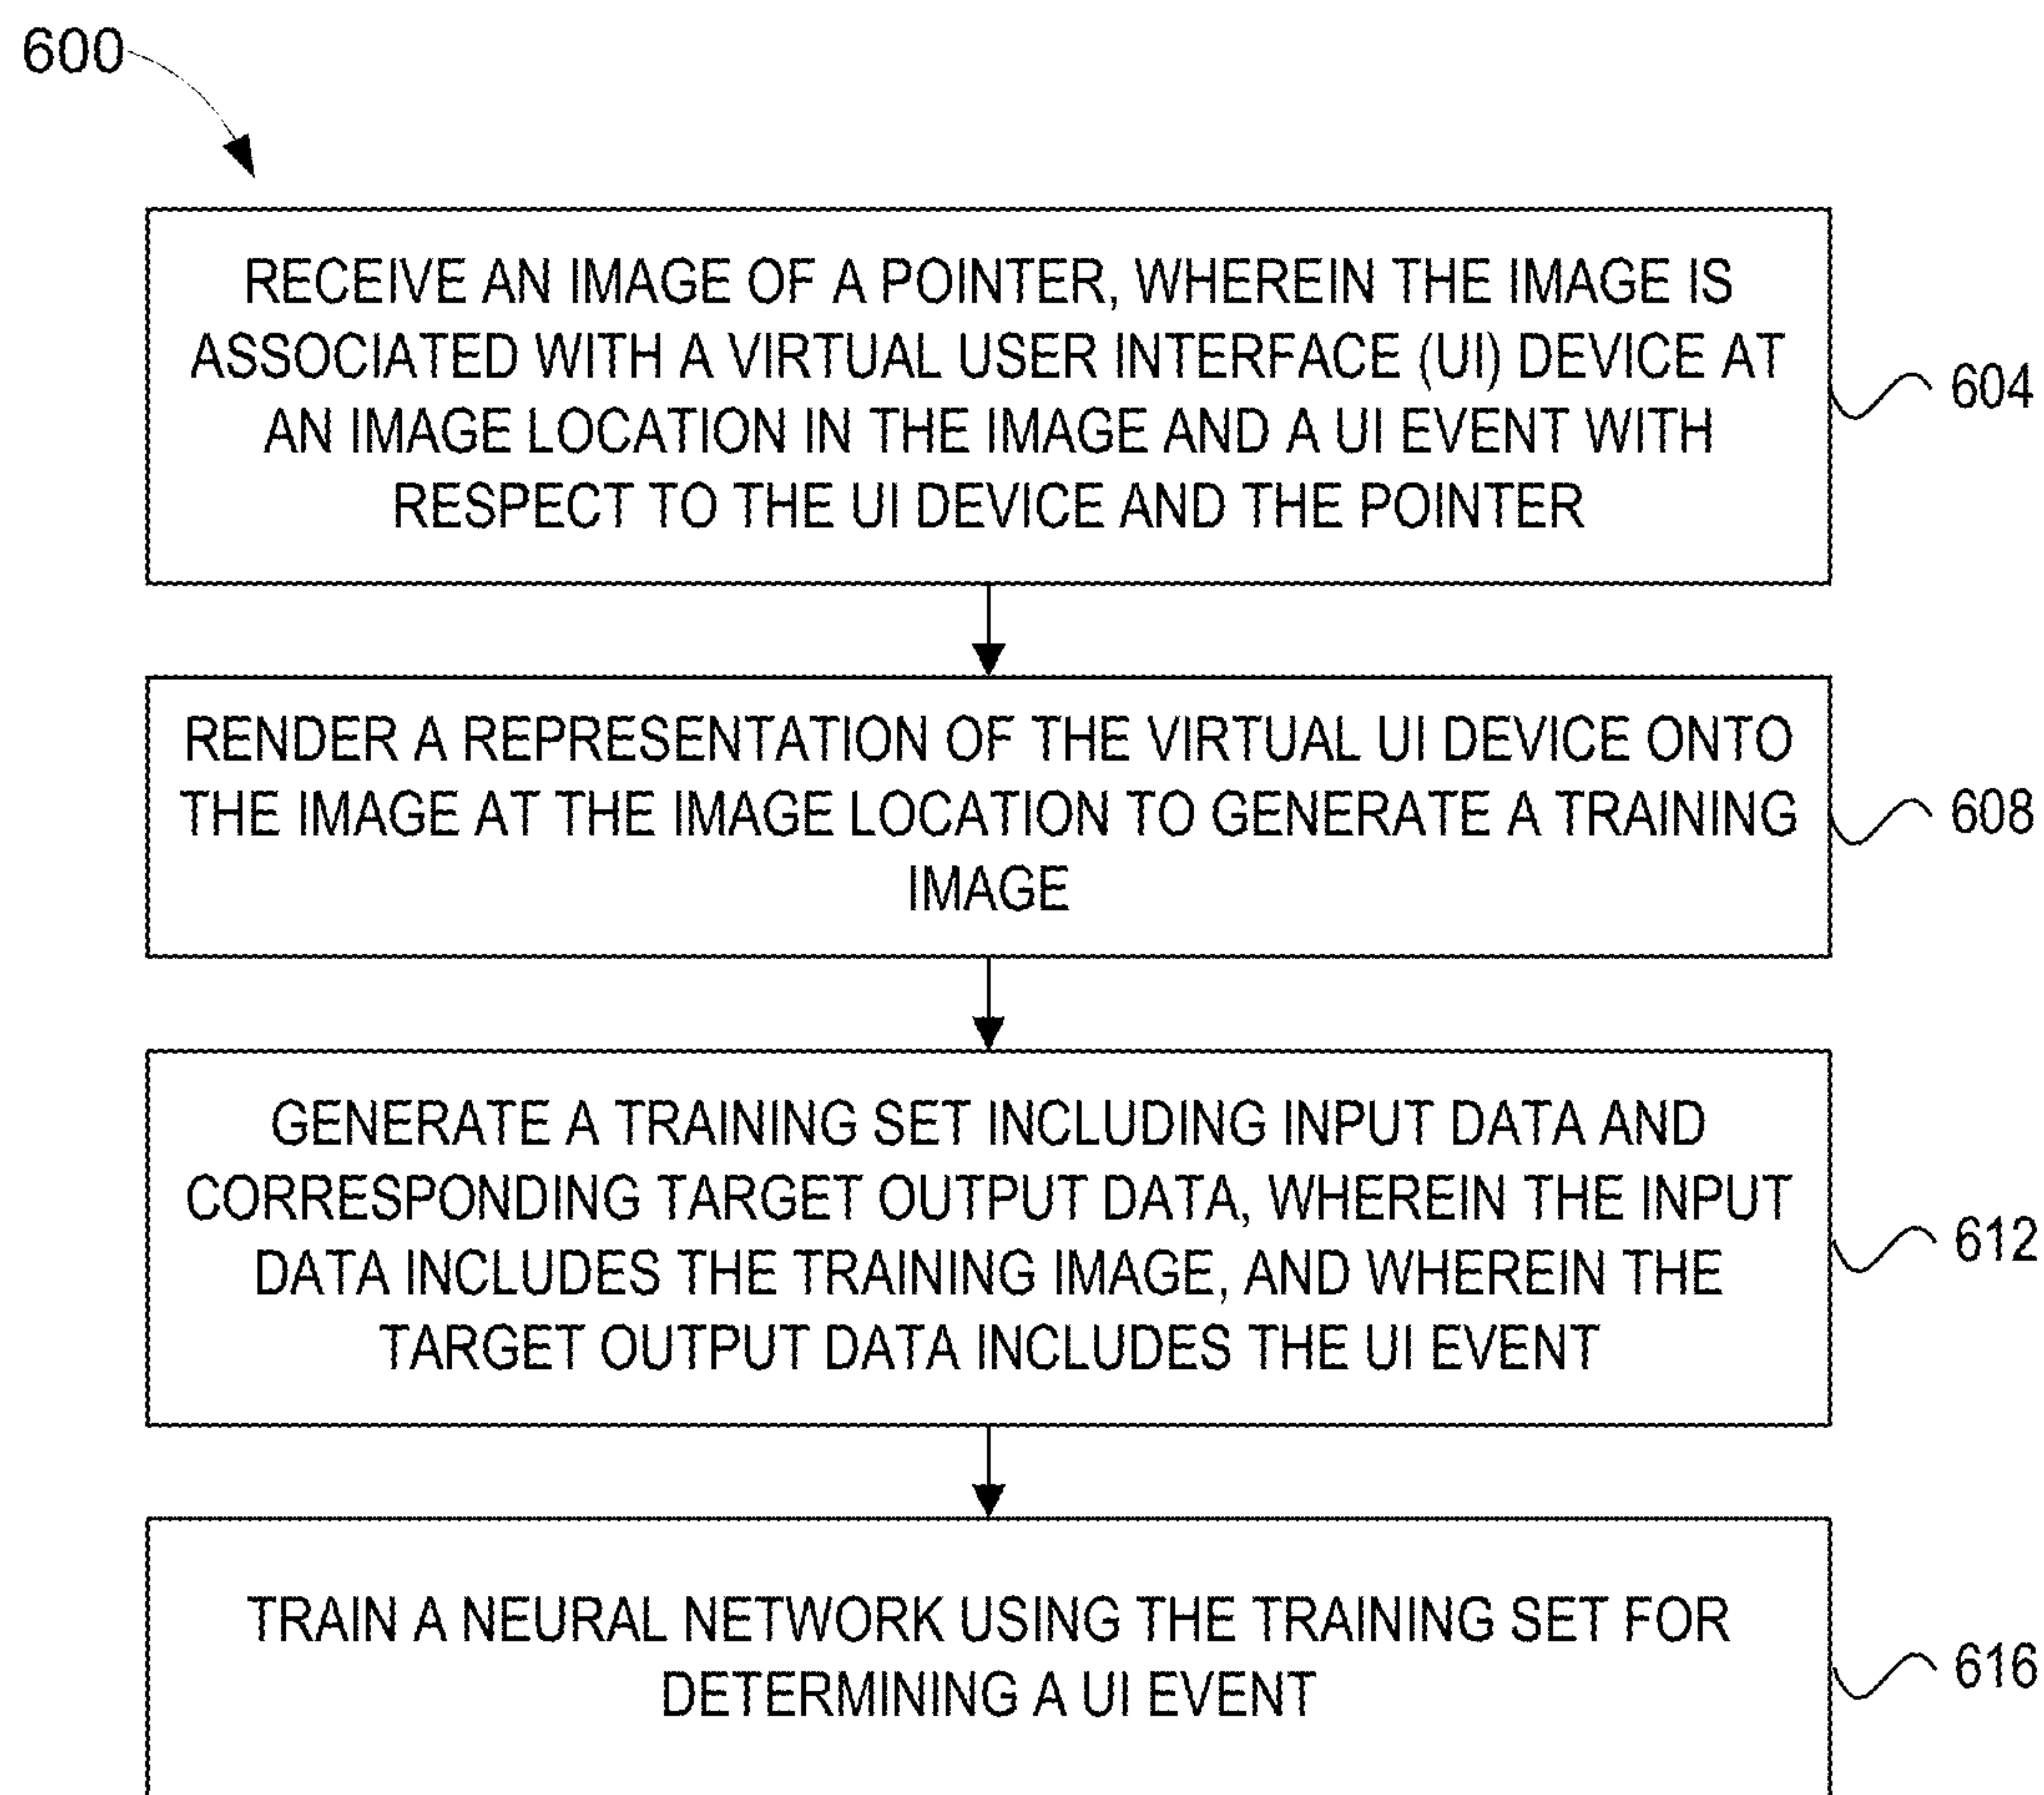 600
RECEIVE AN IMAGE OF A POINTER, WHEREIN THE IMAGE IS
ASSOCIATED WITH A VIRTUAL USER INTERFACE (UI) DEVICE AT
AN IMAGE LOCATION IN THE IMAGE AND A UI EVENT WITH
RESPECT TO THE UI DEVICE AND THE POINTER
604
RENDER A REPRESENTATION OF THE VIRTUAL UI DEVICE ONTO
THE IMAGE AT THE IMAGE LOCATION TO GENERATE A TRAINING
IMAGE
608
GENERATE A TRAINING SET INCLUDING INPUT DATA AND
CORRESPONDING TARGET OUTPUT DATA, WHEREIN THE INPUT
DATA INCLUDES THE TRAINING IMAGE, AND WHEREIN THE
TARGET OUTPUT DATA INCLUDES THE UI EVENT
612
TRAIN A NEURAL NETWORK USING THE TRAINING SET FOR
DETERMINING A UI EVENT
616